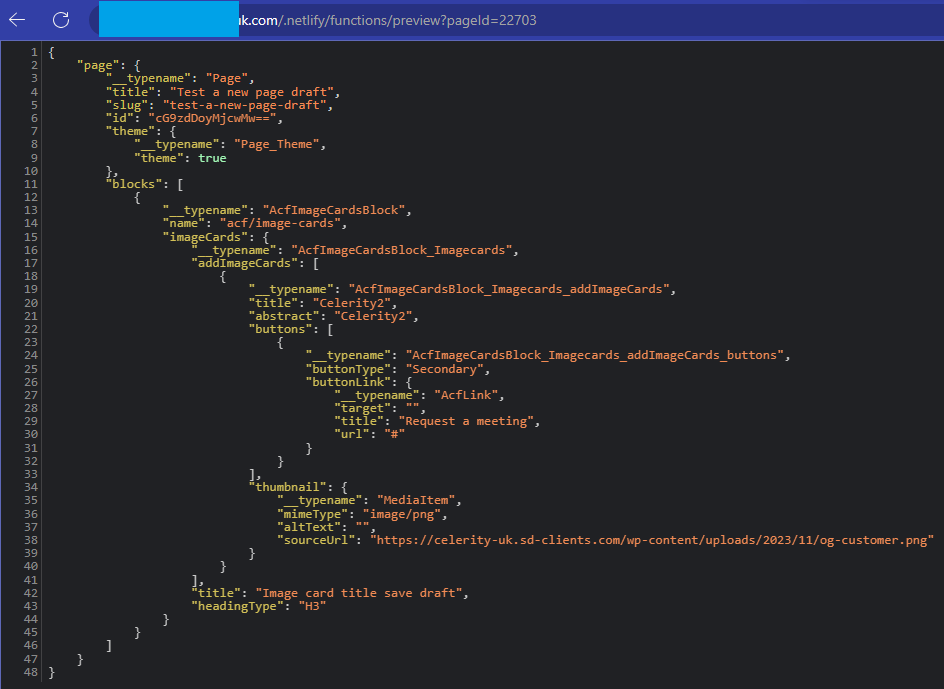 uk.com/.netlify/functions/preview?pageId=22703
1 {
2 "page": {
3 "__typename": "Page",
4 "title": "Test a new page draft",
5 "slug": "test-a-new-page-draft",
6 "id": "cG9zdDoyMjcwMw==",
7 "theme": {
8 "__typename": "Page_Theme",
9 "theme": true
10 },
11 "blocks": [
12 {
13 "__typename": "AcfImageCardsBlock",
14 "name": "acf/image-cards",
15 "imageCards": {
16 "__typename": "AcfImageCardsBlock_Imagecards",
17 "addImageCards": [
18 {
19 "__typename": "AcfImageCardsBlock_Imagecards_addImageCards",
20 "title": "Celerity2",
21 "abstract": "Celerity2",
22 "buttons": [
23 {
24 "__typename": "AcfImageCardsBlock_Imagecards_addImageCards_buttons",
25 "buttonType": "Secondary",
26 "buttonLink": {
27 "__typename": "AcfLink",
28 "target": "",
29 "title": "Request a meeting",
30 "url": "#"
31 }
32 }
33 ],
34 "thumbnail": {
35 "__typename": "MediaItem",
36 "mimeType": "image/png",
37 "altText": "",
38 "sourceUrl": "https://celerity-uk.sd-clients.com/wp-content/uploads/2023/11/og-customer.png"
39 }
40 }
41 ],
42 "title": "Image card title save draft",
43 "headingType": "H3"
44 }
45 }
46 ]
47 }
48 }